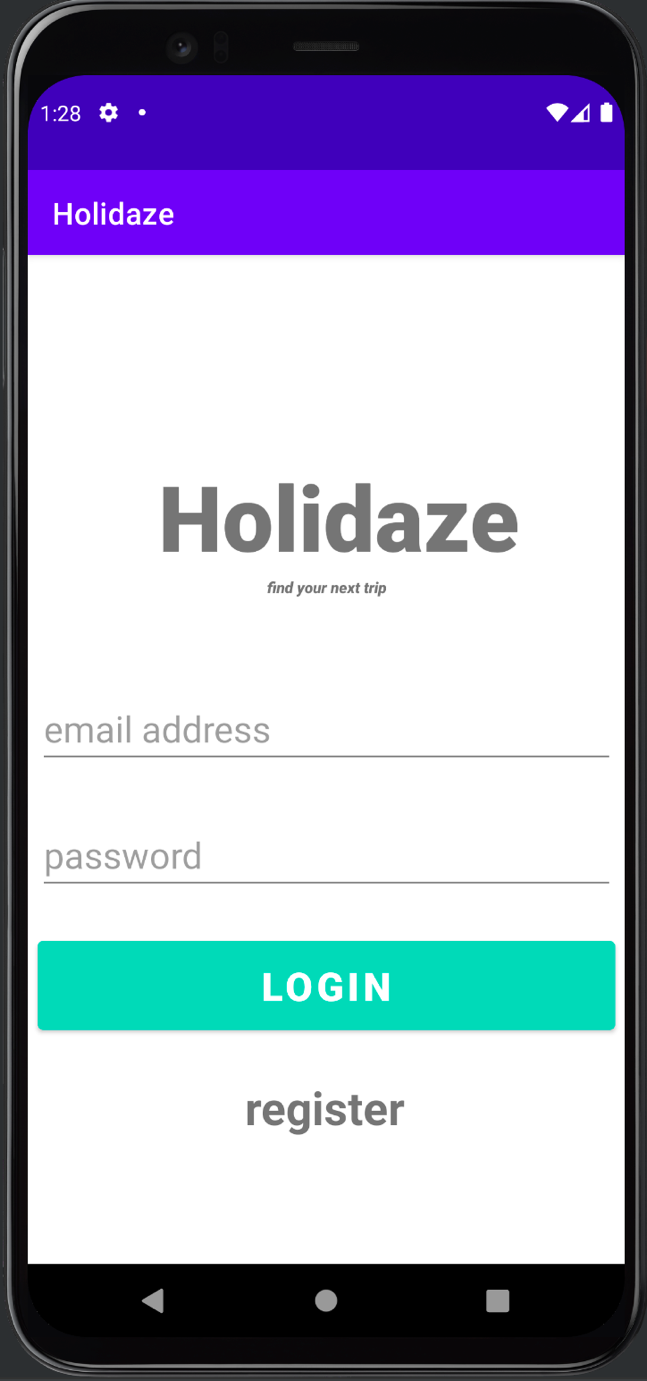 1:28
Holidaze
Holidaze
find your next trip
email address
password
LOGIN
register